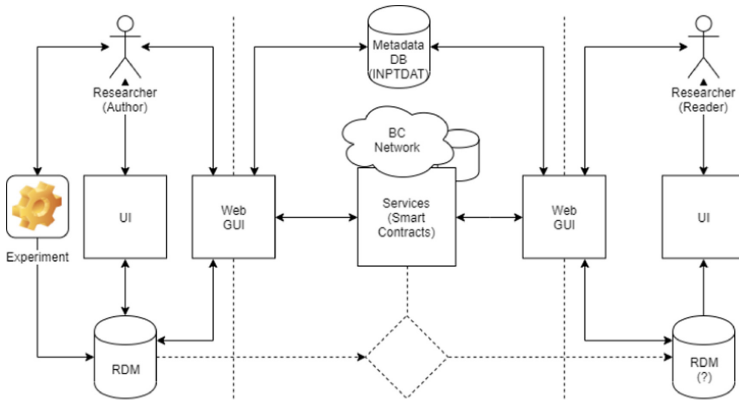 Metadata
DB
(INPTDAT)
Researcher
(Author)
Researcher
(Reader)
BC
Network
UI
Web
GUI
Services
(Smart
Contracts)
Web
GUI
UI
Experiment
RDM
RDM
(?)